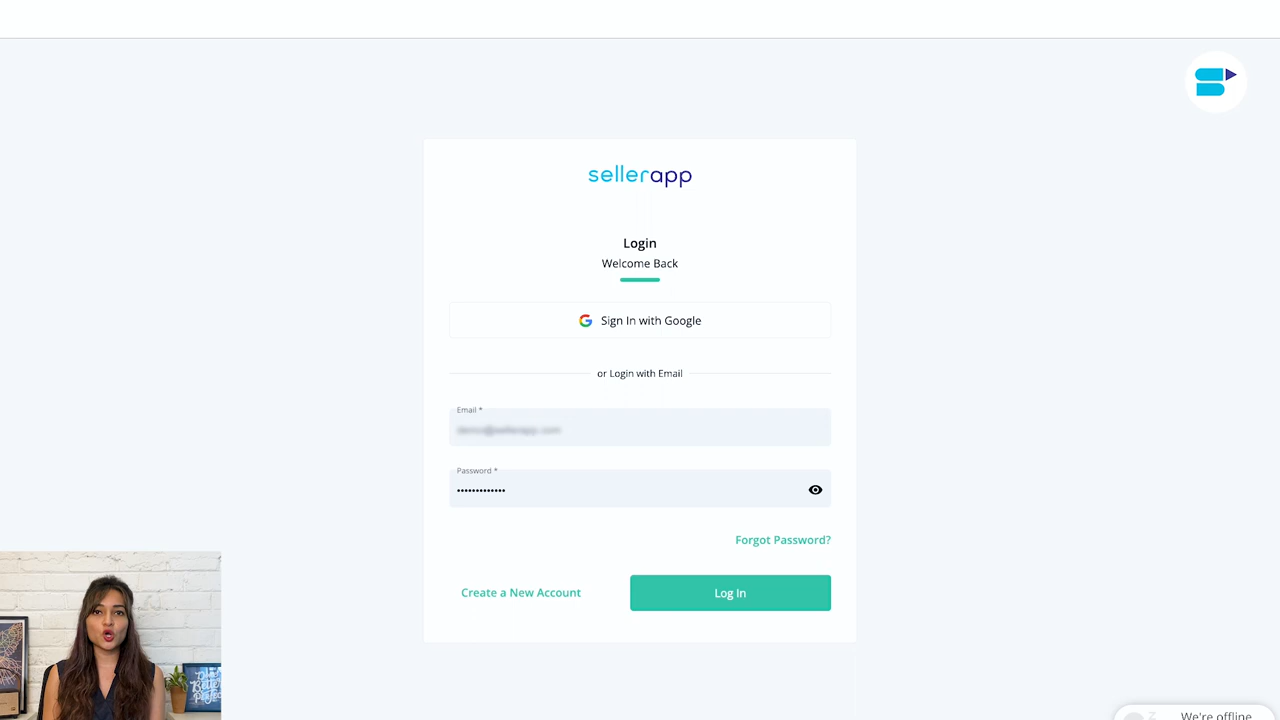 sellerapp
Login
Welcome Back
Sign In with Google
or Login with Email
Email *
Password *
•••••••••••••
Forgot Password?
Create a New Account
Log In
We're offline